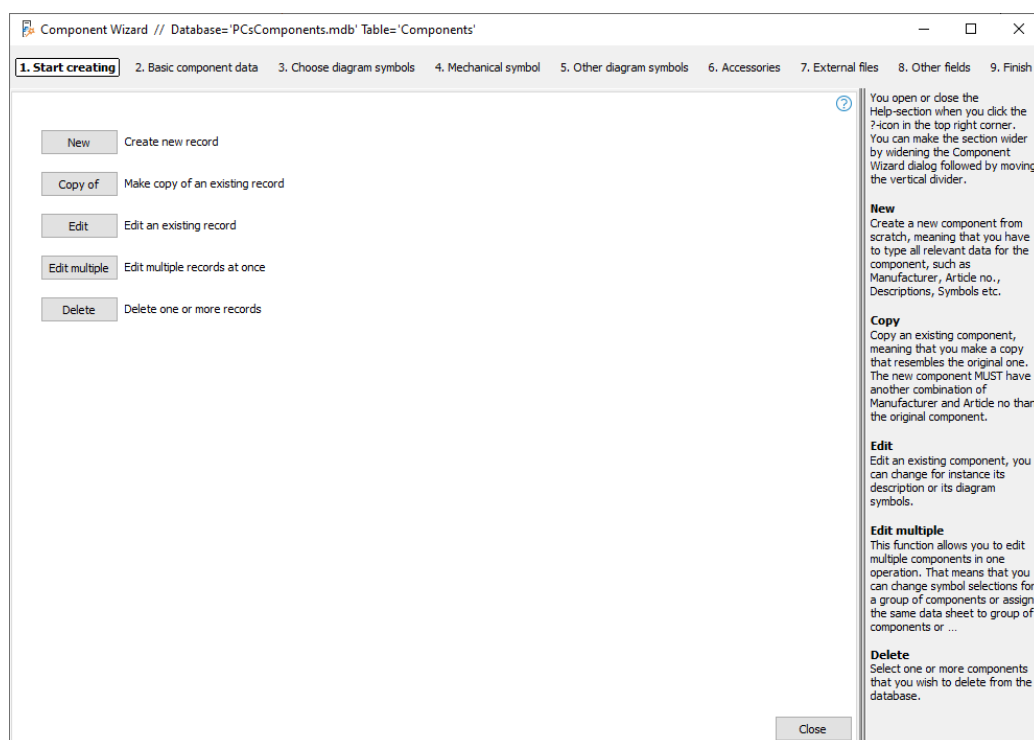 Component Wizard // Database='PCsComponents.mdb' Table='Components'
1. Start creating 2. Basic component data 3. Choose diagram symbols 4. Mechanical symbol 5. Other diagram symbols 6. Accessories 7. External files 8. Other fields 9. Finish
?
New Create new record
Copy of Make copy of an existing record
Edit Edit an existing record
Edit multiple Edit multiple records at once
Delete Delete one or more records
Close
You open or close the
Help-section when you click the
?-icon in the top right corner.
You can make the section wider
by widening the Component
Wizard dialog followed by moving
the vertical divider.
New
Create a new component from
scratch, meaning that you have
to type all relevant data for the
component, such as
Manufacturer, Article no.,
Descriptions, Symbols etc.
Copy
Copy an existing component,
meaning that you make a copy
that resembles the original one.
The new component MUST have
another combination of
Manufacturer and Article no than
the original component.
Edit
Edit an existing component, you
can change for instance its
description or its diagram
symbols.
Edit multiple
This function allows you to edit
multiple components in one
operation. That means that you
can change symbol selections for
a group of components or assign
the same data sheet to group of
components or ...
Delete
Select one or more components
that you wish to delete from the
database.